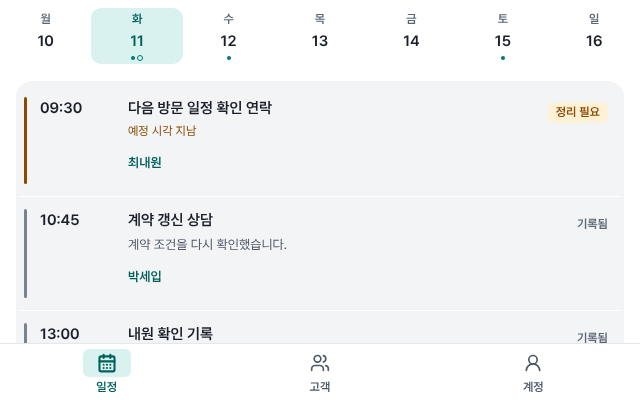 월 화 수 목 금 토 일
10 11 12 13 14 15 16
09:30 다음 방문 일정 확인 연락 정리 필요
예정 시각 지남
최내원
10:45 계약 갱신 상담 기록됨
계약 조건을 다시 확인했습니다.
박세입
13:00 내원 확인 기록 기록됨
일정 고객 계정